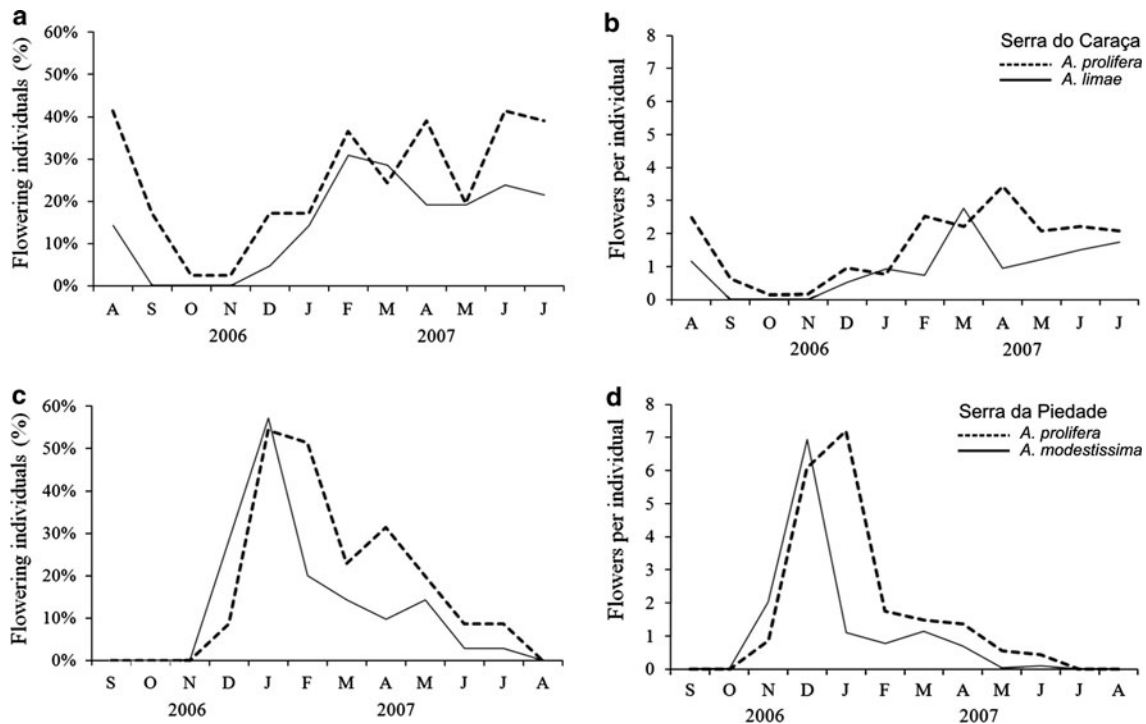 a
Flowering individuals (%)
60%
50%
40%
30%
20%
10%
0%
A S O N D J F M A M J J
2006 2007
b
Flowers per individual
8
7
6
5
4
3
2
1
0
Serra do Caraça
A. prolifera
A. limae
A S O N D J F M A M J J
2006 2007
c
Flowering individuals (%)
60%
50%
40%
30%
20%
10%
0%
S O N D J F M A M J J A
2006 2007
d
Flowers per individual
8
7
6
5
4
3
2
1
0
Serra da Piedade
A. prolifera
A. modestissima
S O N D J F M A M J J A
2006 2007